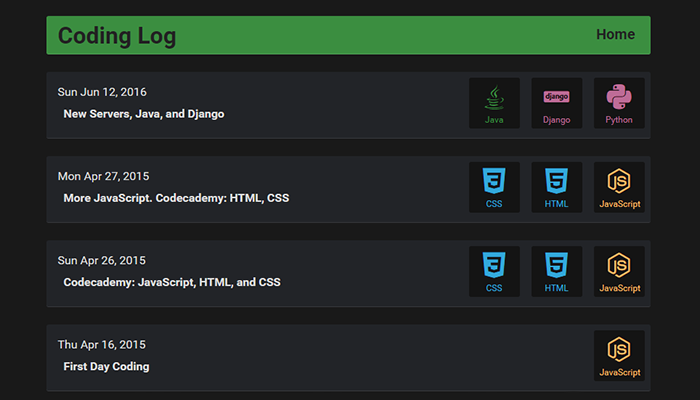 Coding Log
Home
Sun Jun 12, 2016
New Servers, Java, and Django
Java
django
Django
Python
Mon Apr 27, 2015
More JavaScript. Codecademy: HTML, CSS
3
CSS
5
HTML
JS
JavaScript
Sun Apr 26, 2015
Codecademy: JavaScript, HTML, and CSS
3
CSS
5
HTML
JS
JavaScript
Thu Apr 16, 2015
First Day Coding
JS
JavaScript